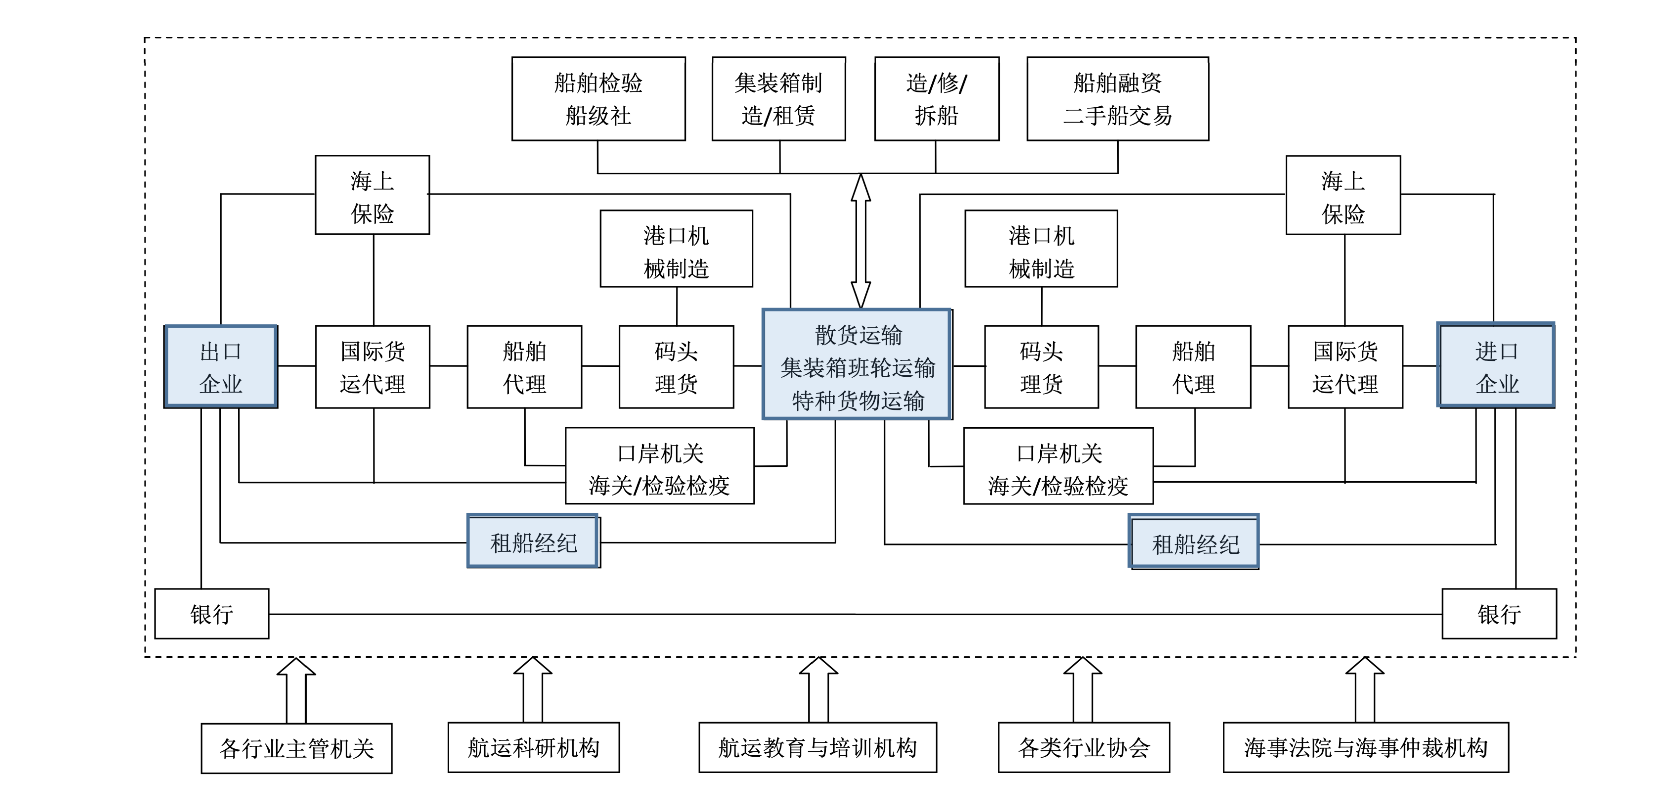 船舶检验
船级社
集装箱制
造/租赁
造/修/
拆船
船舶融资
二手船交易
海上
保险
海上
保险
港口机
械制造
港口机
械制造
出口
企业
国际货
运代理
船舶
代理
码头
理货
散货运输
集装箱班轮运输
特种货物运输
码头
理货
船舶
代理
国际货
运代理
进口
企业
口岸机关
海关/检验检疫
口岸机关
海关/检验检疫
租船经纪
租船经纪
银行
银行
各行业主管机关
航运科研机构
航运教育与培训机构
各类行业协会
海事法院与海事仲裁机构